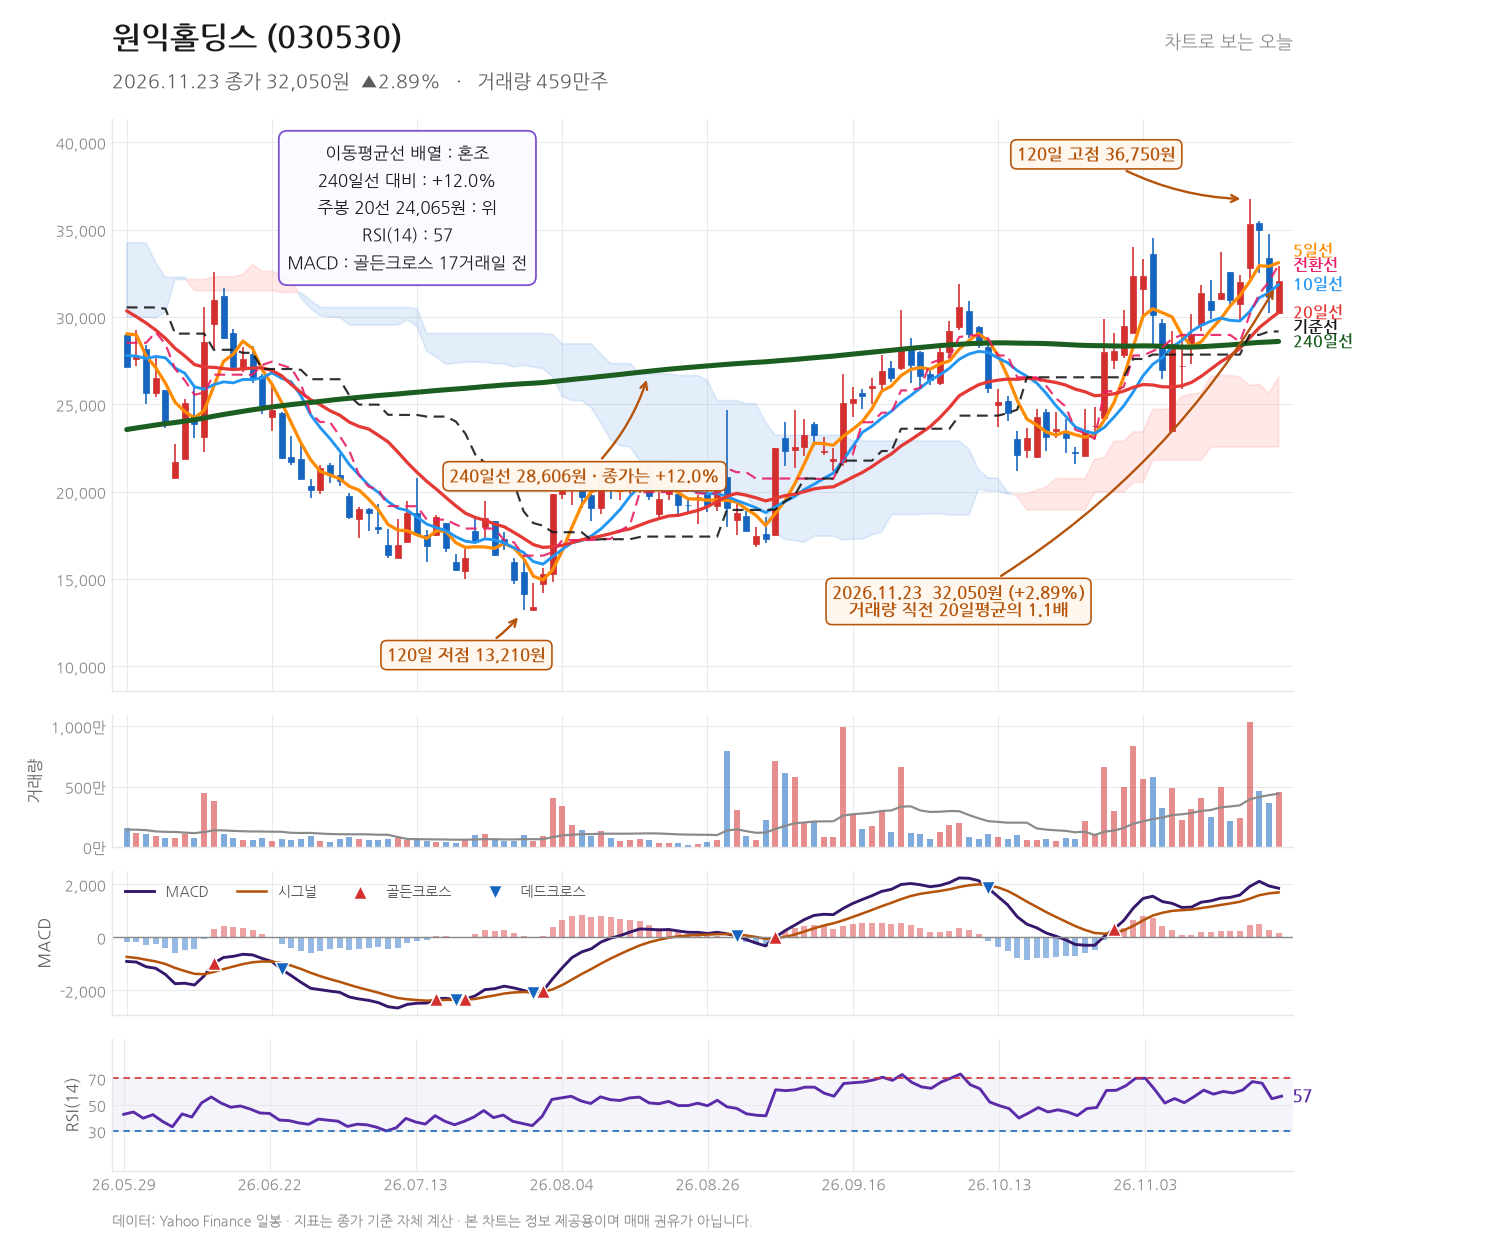 원익홀딩스 (030530)
차트로 보는 오늘
2026.11.23 종가 32,050원 ▲2.89% · 거래량 459만주
40,000
35,000
30,000
25,000
20,000
15,000
10,000
이동평균선 배열 : 혼조
240일선 대비 : +12.0%
주봉 20선 24,065원 : 위
RSI(14) : 57
MACD : 골든크로스 17거래일 전
120일 고점 36,750원
5일선
전환선
10일선
20일선
기준선
240일선
240일선 28,606원 · 종가는 +12.0%
2026.11.23 32,050원 (+2.89%)
거래량 직전 20일평균의 1.1배
120일 저점 13,210원
거래량
1,000만
500만
0만
MACD
2,000
0
-2,000
MACD 시그널 골든크로스 데드크로스
RSI(14)
70
50
30
57
26.05.29 26.06.22 26.07.13 26.08.04 26.08.26 26.09.16 26.10.13 26.11.03
데이터: Yahoo Finance 일봉 · 지표는 종가 기준 자체 계산 · 본 차트는 정보 제공용이며 매매 권유가 아닙니다.